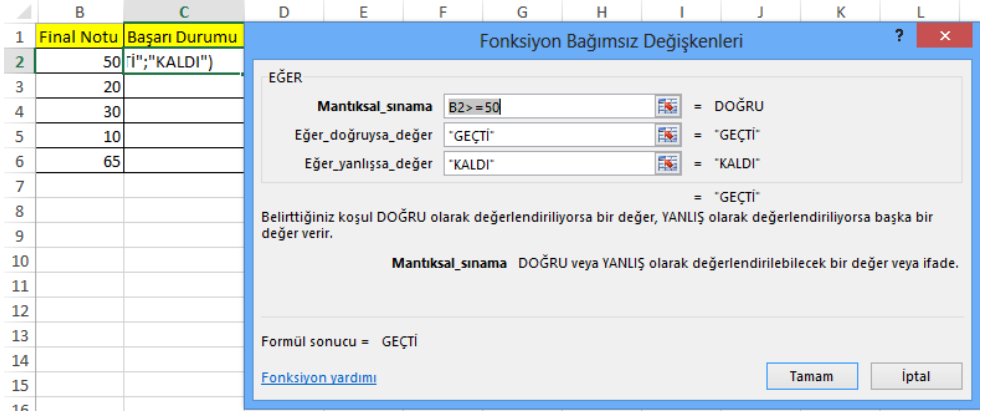 B C D E F G H I J K L
1 Final Notu Başarı Durumu
2 50 Tİ";"KALDI")
3 20
4 30
5 10
6 65
7
8
9
10
11
12
13
14
15
16
Fonksiyon Bağımsız Değişkenleri ? ×
EĞER
Mantıksal_sınama B2>=50 = DOĞRU
Eğer_doğruysa_değer "GEÇTİ" = "GEÇTİ"
Eğer_yanlışsa_değer "KALDI" = "KALDI"
= "GEÇTİ"
Belirttiğiniz koşul DOĞRU olarak değerlendiriliyorsa bir değer, YANLIŞ olarak değerlendiriliyorsa başka bir
değer verir.
Mantıksal_sınama DOĞRU veya YANLIŞ olarak değerlendirilebilecek bir değer veya ifade.
Formül sonucu = GEÇTİ
Fonksiyon yardımı
Tamam İptal